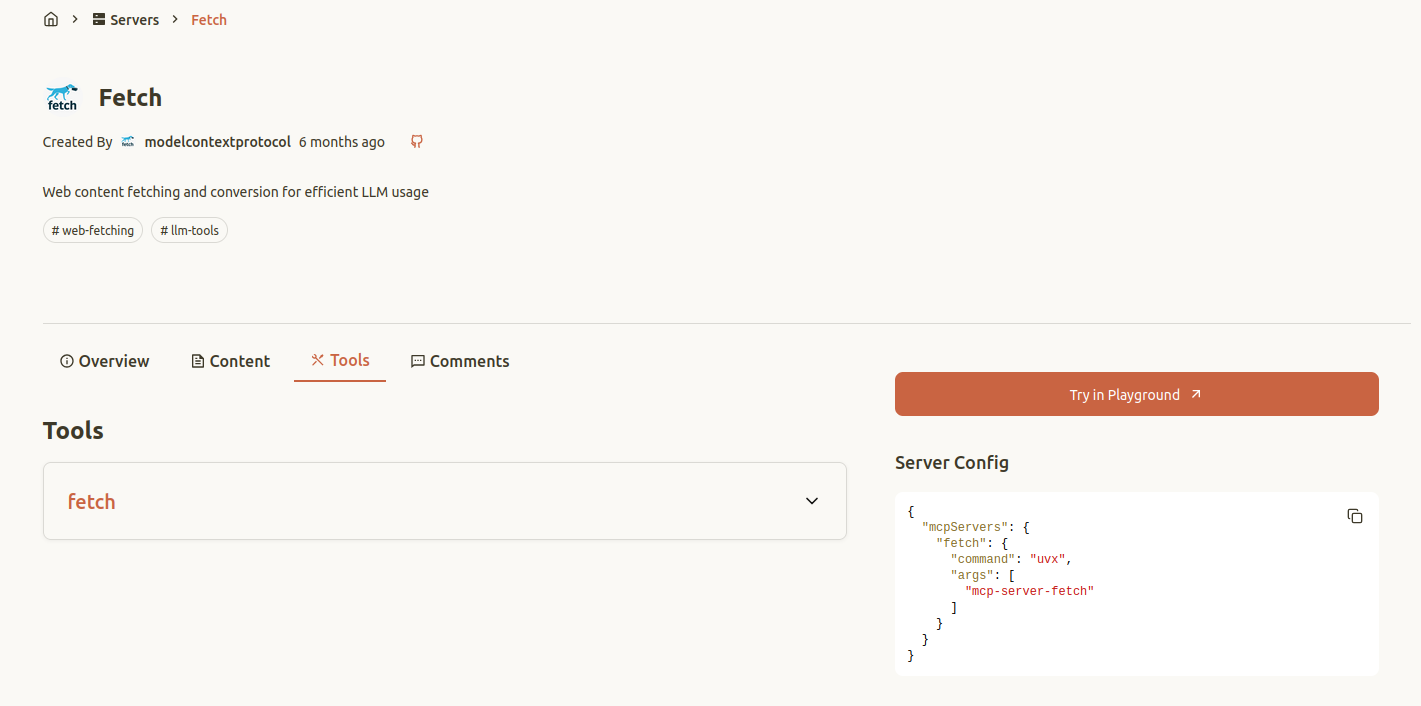 Servers Fetch
fetch
Fetch
Created By fetch modelcontextprotocol 6 months ago
Web content fetching and conversion for efficient LLM usage
# web-fetching # llm-tools
Overview Content Tools Comments
Tools
fetch
Try in Playground
Server Config
{
  "mcpServers": {
    "fetch": {
      "command": "uvx",
      "args": [
        "mcp-server-fetch"
      ]
    }
  }
}